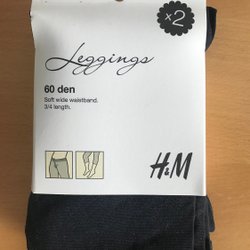 x2
Leggings
60 den
Soft wide waistband.
3/4 length.
H&M